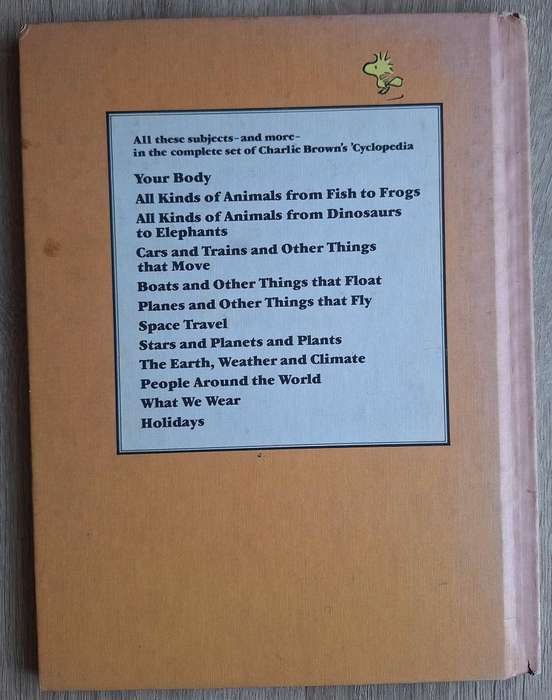 All these subjects-and more-
in the complete set of Charlie Brown's 'Cyclopedia
Your Body
All Kinds of Animals from Fish to Frogs
All Kinds of Animals from Dinosaurs
to Elephants
Cars and Trains and Other Things
that Move
Boats and Other Things that Float
Planes and Other Things that Fly
Space Travel
Stars and Planets and Plants
The Earth, Weather and Climate
People Around the World
What We Wear
Holidays